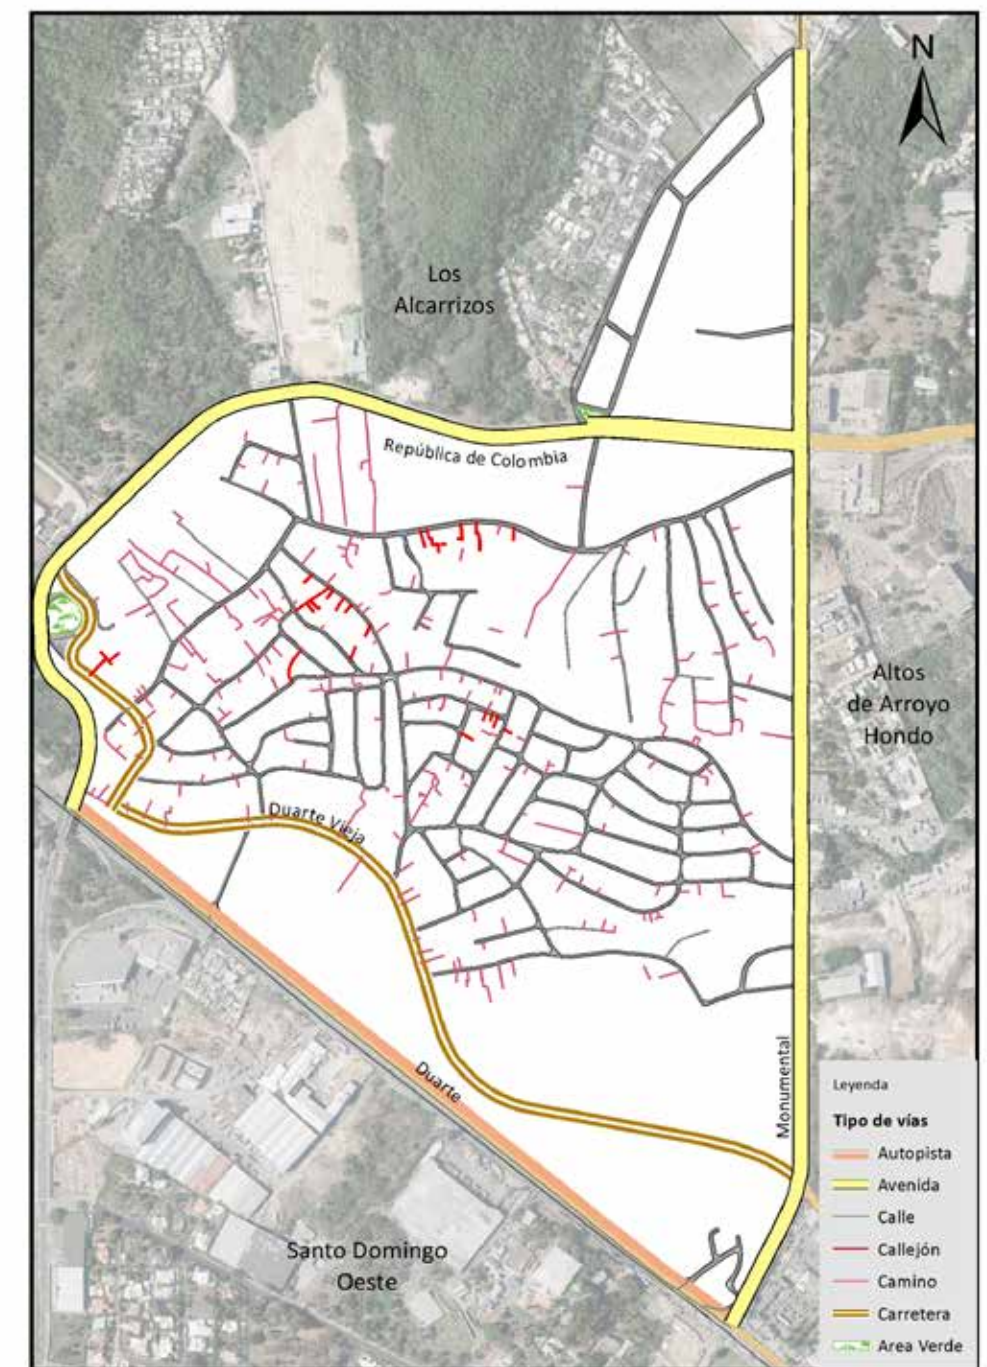 N
Los
Alcarrizos
República de Colombia
Altos
de Arroyo
Hondo
Duarte Vieja
Duarte
Monumental
Santo Domingo
Oeste
Leyenda
Tipo de vías
Autopista
Avenida
Calle
Callejón
Camino
Carretera
Area Verde